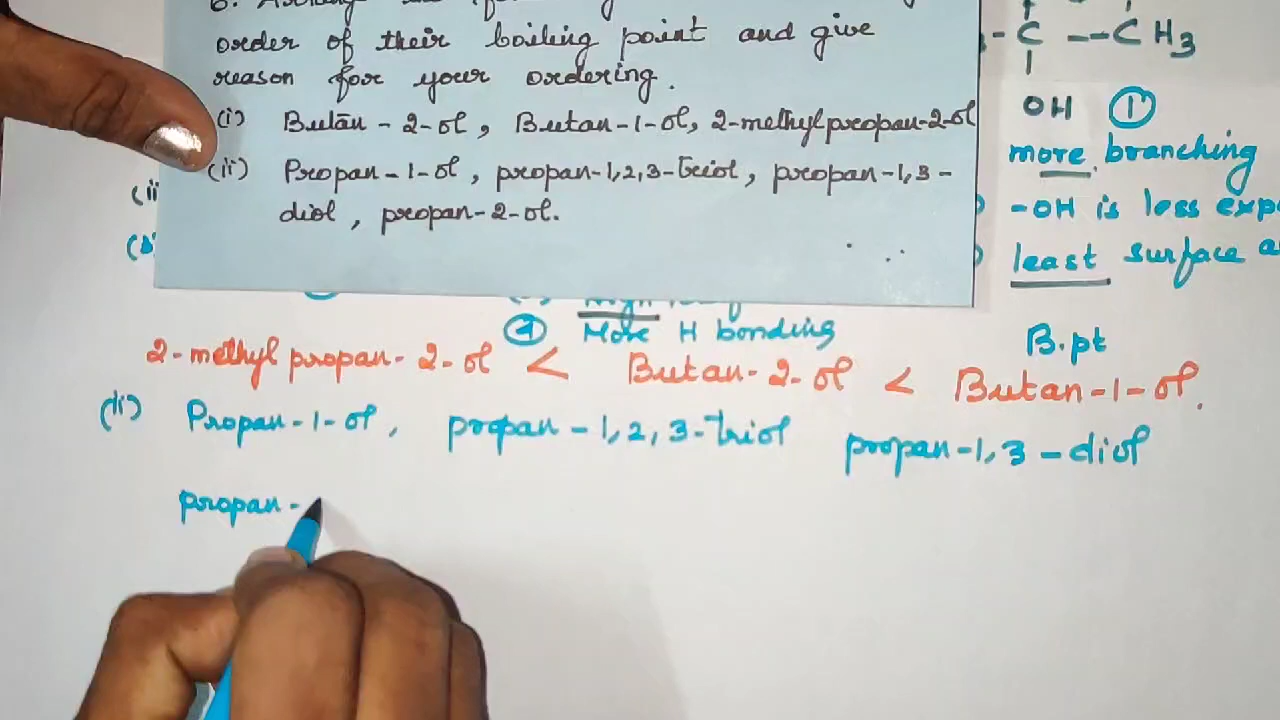 order of their boiling point and give
reason for your ordering.
(i) Butan-2-ol, Butan-1-ol, 2-methylpropan-2-ol
(ii) Propan-1-ol, propan-1,2,3-triol, propan-1,3-
diol, propan-2-ol.
-C--CH3
OH ①
more branching
-OH is less
least surface
More H bonding
B.pt
2-methylpropan-2-ol < Butan-2-ol < Butan-1-ol.
(ii) Propan-1-ol, propan-1,2,3-triol propan-1,3-diol
propan-